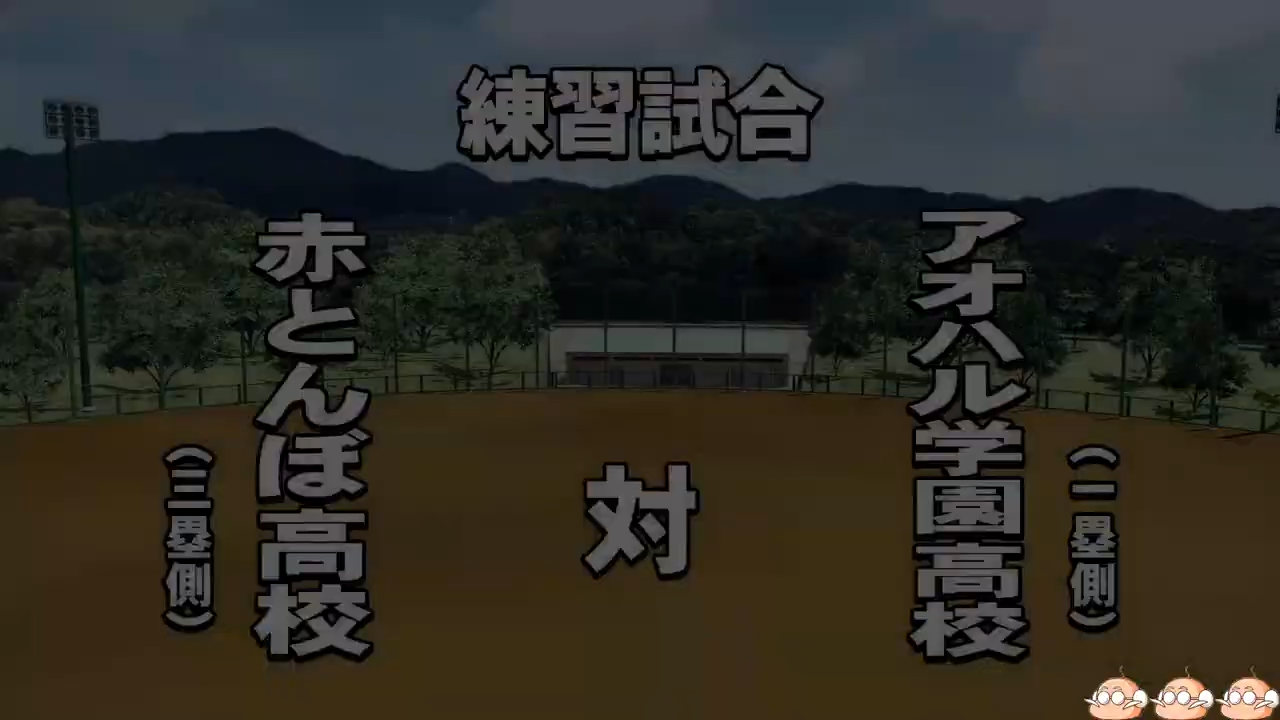 練習試合
アオハル学園高校
（一塁側）
対
赤とんぼ高校
（三塁側）